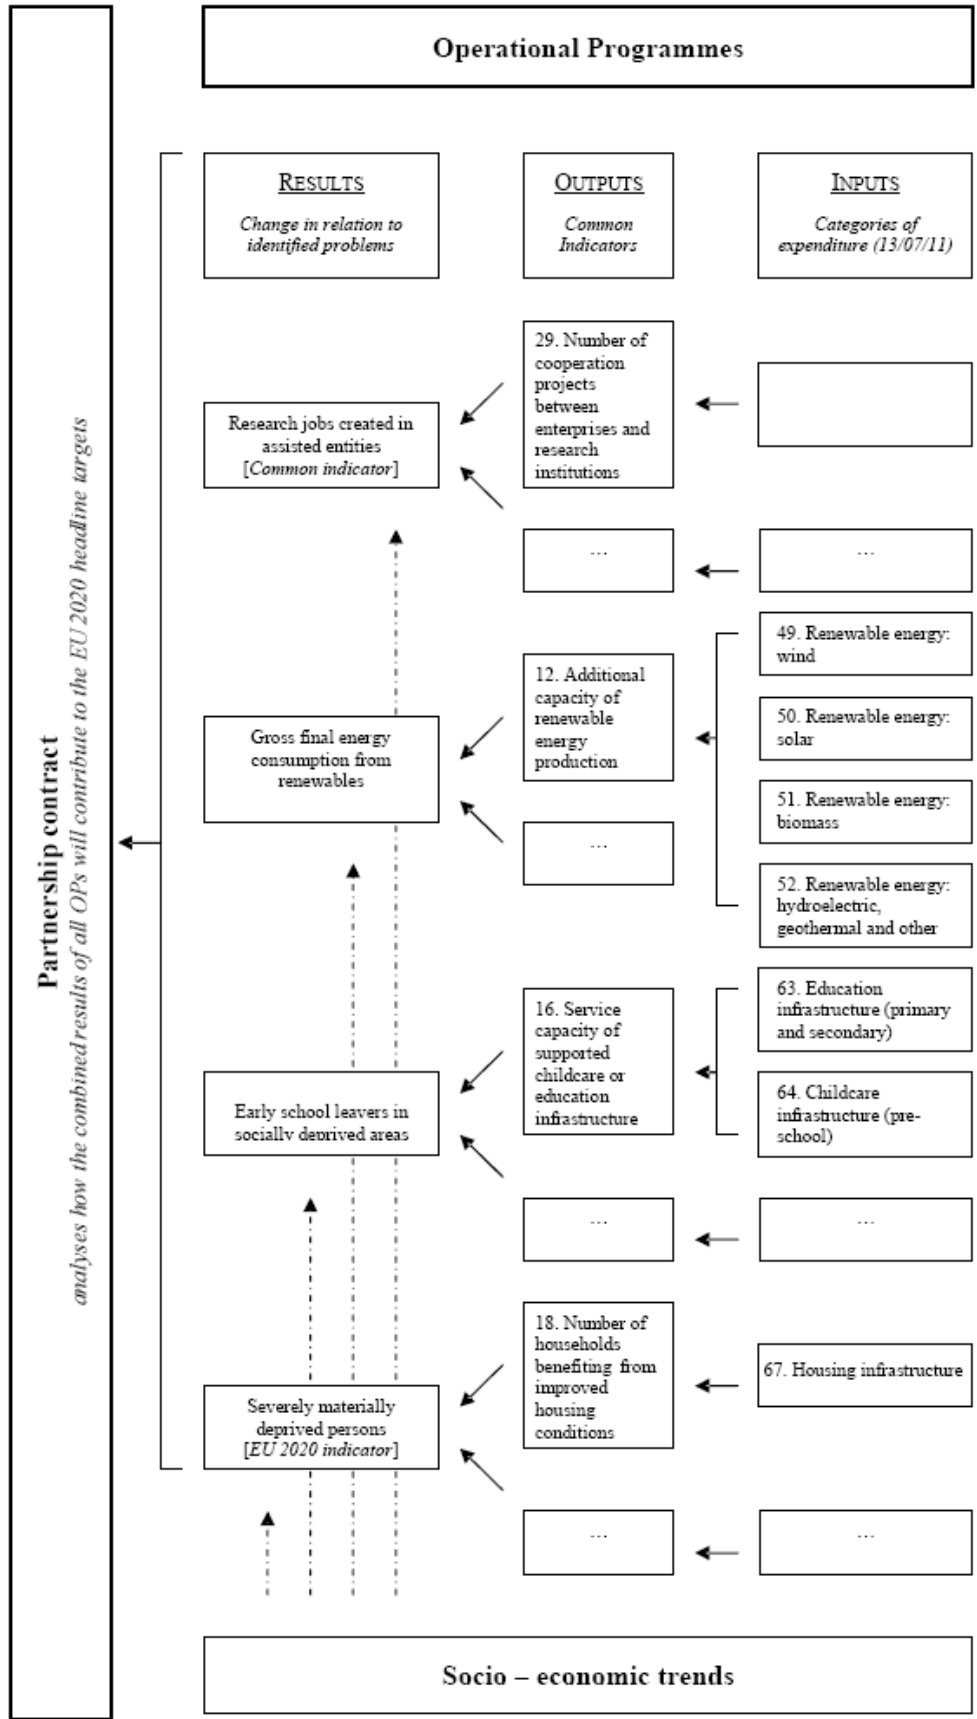 Operational Programmes
Partnership contract
analyses how the combined results of all OPs will contribute to the EU 2020 headline targets
RESULTS
Change in relation to
identified problems
OUTPUTS
Common
Indicators
INPUTS
Categories of
expenditure (13/07/11)
Research jobs created in
assisted entities
[Common indicator]
29. Number of
cooperation
projects
between
enterprises and
research
institutions
...
...
Gross final energy
consumption from
renewables
12. Additional
capacity of
renewable
energy
production
...
49. Renewable energy:
wind
50. Renewable energy:
solar
51. Renewable energy:
biomass
52. Renewable energy:
hydroelectric,
geothermal and other
Early school leavers in
socially deprived areas
16. Service
capacity of
supported
childcare or
education
infrastructure
63. Education
infrastructure (primary
and secondary)
64. Childcare
infrastructure (pre-
school)
...
...
Severely materially
deprived persons
[EU 2020 indicator]
18. Number of
households
benefiting from
improved
housing
conditions
67. Housing infrastructure
...
...
Socio – economic trends